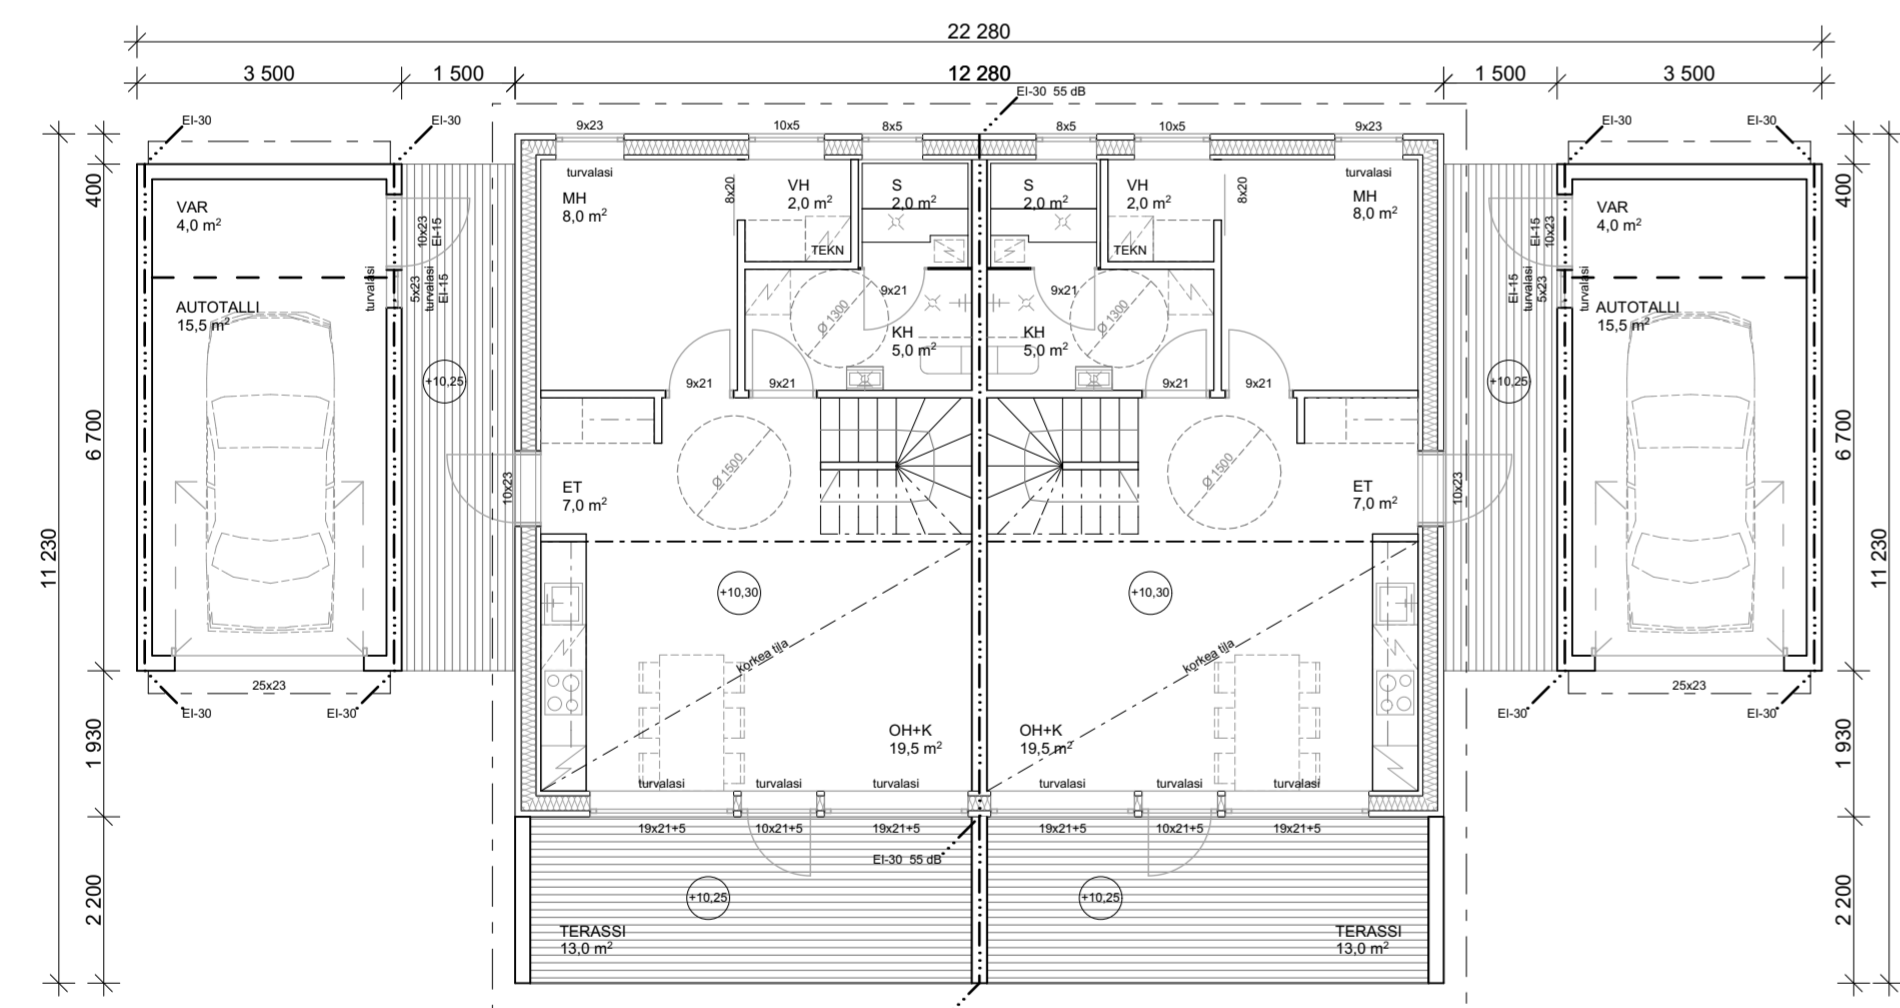 22 280
3 500
1 500
12 280
1 500
3 500
EI-30 55 dB
EI-30
EI-30
EI-30
EI-30
9x23
10x5
8x5
8x5
10x5
9x23
400
400
turvalasi
turvalasi
MH
8,0 m²
8x20
VH
2,0 m²
S
2,0 m²
S
2,0 m²
VH
2,0 m²
8x20
MH
8,0 m²
VAR
4,0 m²
10x23
EI-15
EI-15
10x23
VAR
4,0 m²
TEKN
TEKN
turvalasi
5x23
turvalasi
EI-15
EI-15
turvalasi
5x23
turvalasi
AUTOTALLI
15,5 m²
AUTOTALLI
15,5 m²
9x21
9x21
Ø 1300
Ø 1300
KH
5,0 m²
KH
5,0 m²
+10,25
+10,25
9x21
9x21
9x21
9x21
6 700
6 700
Ø 1500
Ø 1500
10x23
10x23
ET
7,0 m²
ET
7,0 m²
11 230
11 230
+10,30
+10,30
korkea tila
korkea tila
25x23
25x23
EI-30
EI-30
EI-30
EI-30
1 930
1 930
OH+K
19,5 m²
OH+K
19,5 m²
turvalasi
turvalasi
turvalasi
turvalasi
turvalasi
turvalasi
19x21+5
10x21+5
19x21+5
19x21+5
10x21+5
19x21+5
EI-30 55 dB
2 200
2 200
+10,25
+10,25
TERASSI
13,0 m²
TERASSI
13,0 m²